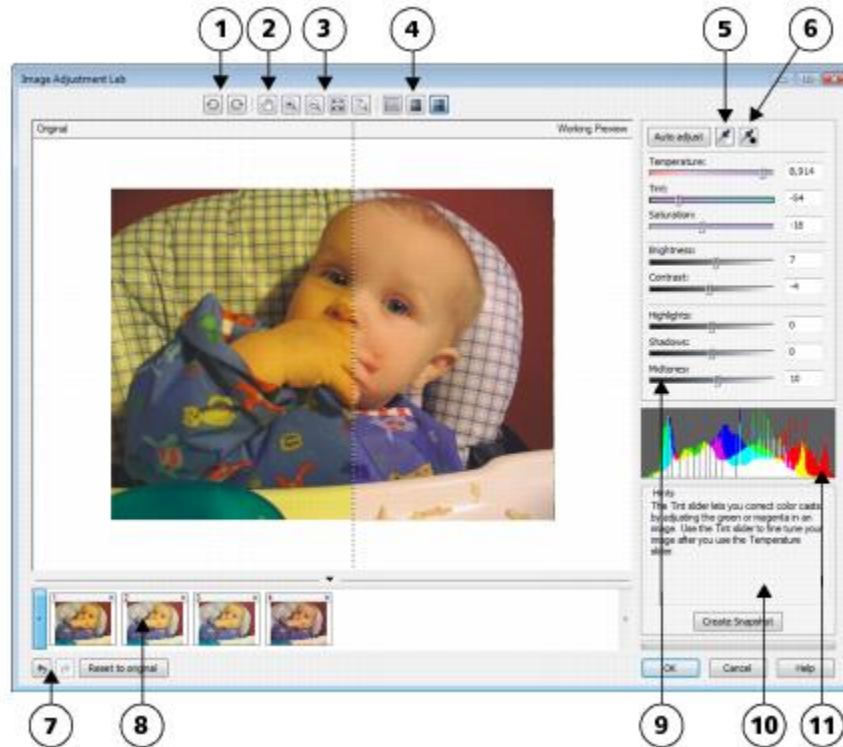 1 2 3 4 5 6
Image Adjustment Lab
Original Working Preview
Auto adjust
Temperature:
8,914
Tint:
-64
Saturation:
-18
Brightness:
7
Contrast:
-4
Highlights:
0
Shadows:
0
Midtones:
10
Hints
The Tint slider lets you correct color casts
by adjusting the green or magenta in an
image. Use the Tint slider to fine tune your
image after you use the Temperature
slider.
Create Snapshot
1 2 3 4
Reset to original
OK Cancel Help
7 8 9 10 11